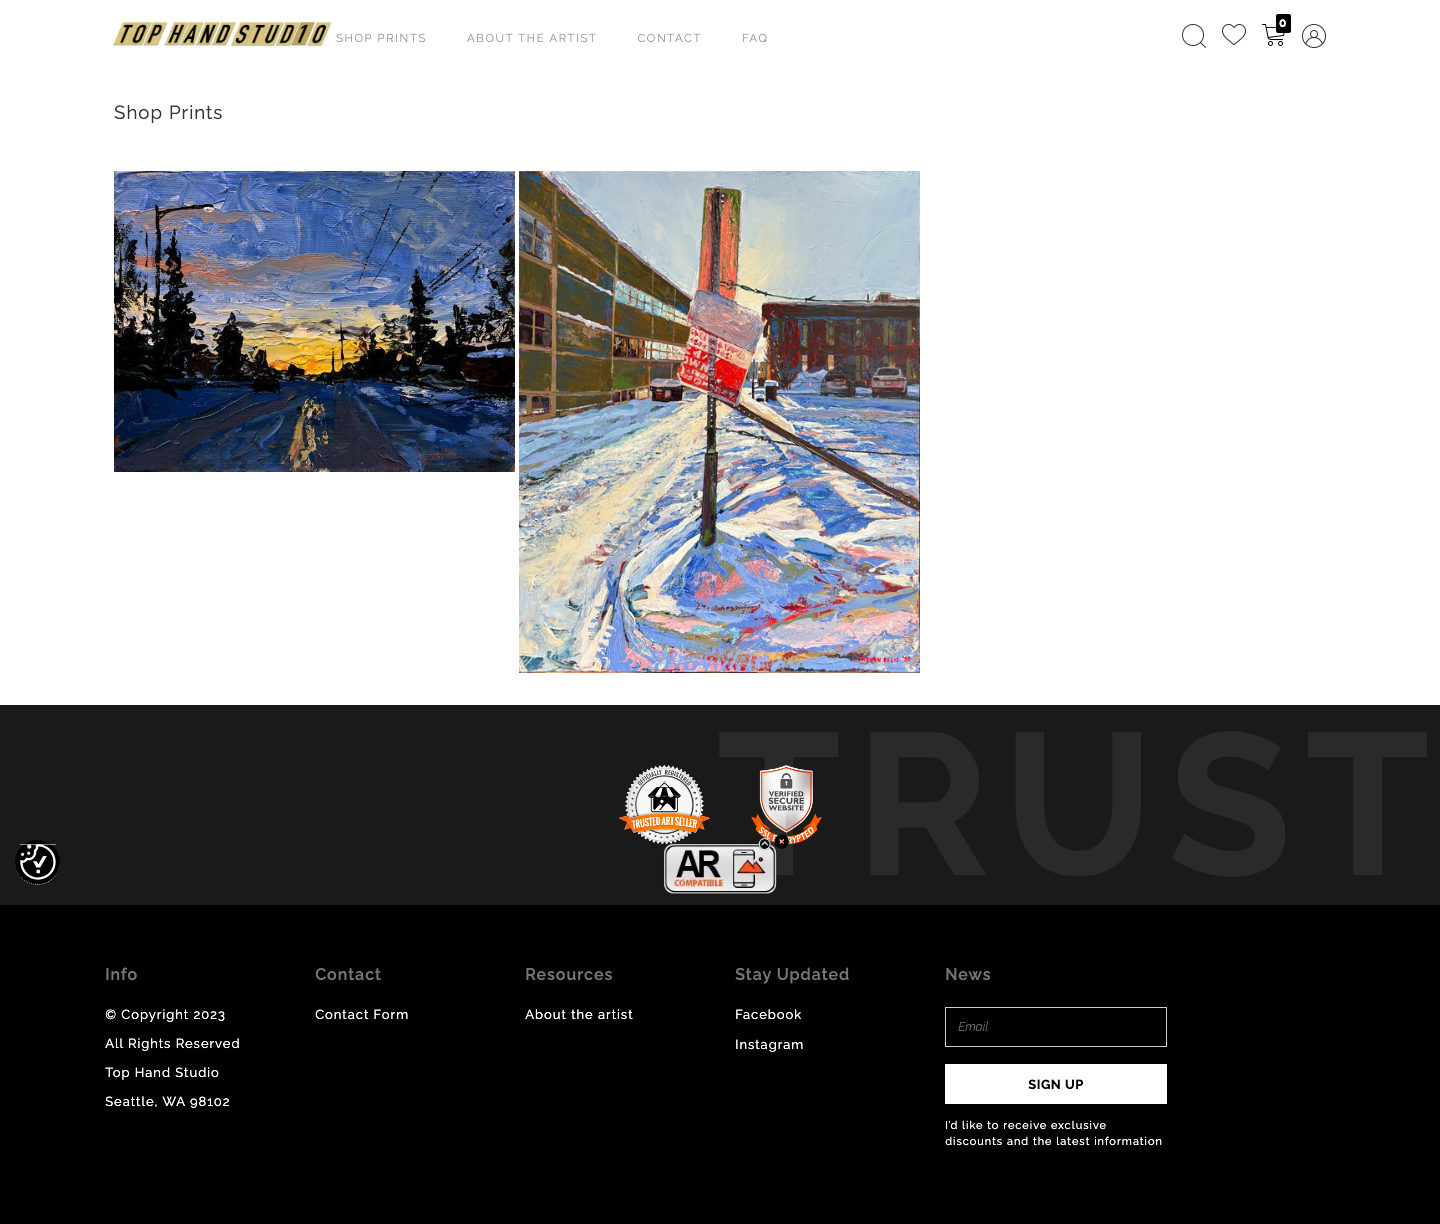 TOP HAND STUD10
SHOP PRINTS
ABOUT THE ARTIST
CONTACT
FAQ
0
Shop Prints
TRUST
OFFICIALLY REGISTERED
TRUSTED ART SELLER
VERIFIED
SECURE
WEBSITE
AR
COMPATIBLE
Info
© Copyright 2023
All Rights Reserved
Top Hand Studio
Seattle, WA 98102
Contact
Contact Form
Resources
About the artist
Stay Updated
Facebook
Instagram
News
Email
SIGN UP
I'd like to receive exclusive
discounts and the latest information